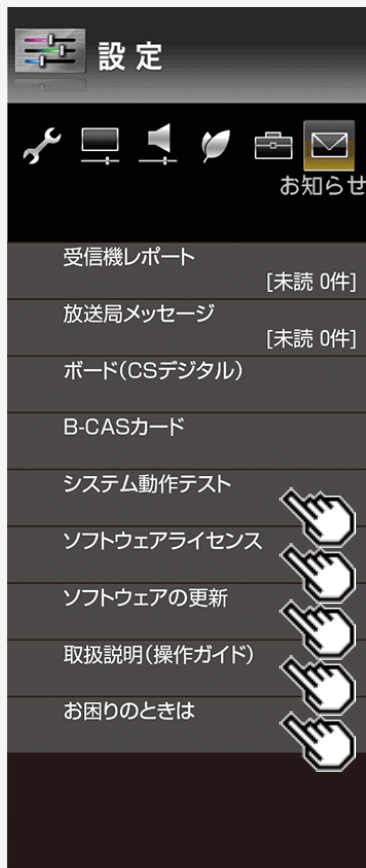 設定
お知らせ
受信機レポート
[未読 0件]
放送局メッセージ
[未読 0件]
ボード(CSデジタル)
B-CASカード
システム動作テスト
ソフトウェアライセンス
ソフトウェアの更新
取扱説明(操作ガイド)
お困りのときは